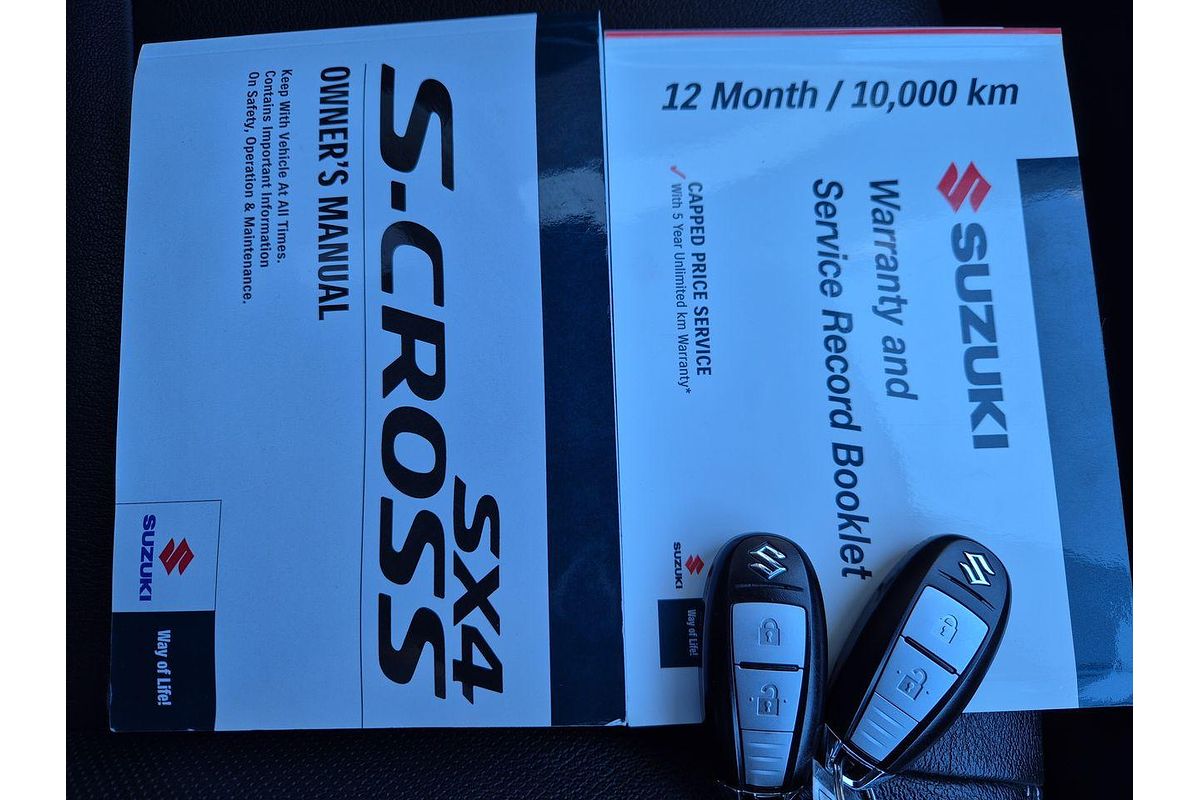 SX4
S-CROSS
OWNER'S MANUAL
Keep With Vehicle At All Times.
Contains Important Information
On Safety, Operation & Maintenance.
SUZUKI
Way of Life!
12 Month / 10,000 km
SUZUKI
Warranty and
Service Record Booklet
CAPPED PRICE SERVICE
With 5 Year Unlimited km Warranty*
SUZUKI
Way of Life!